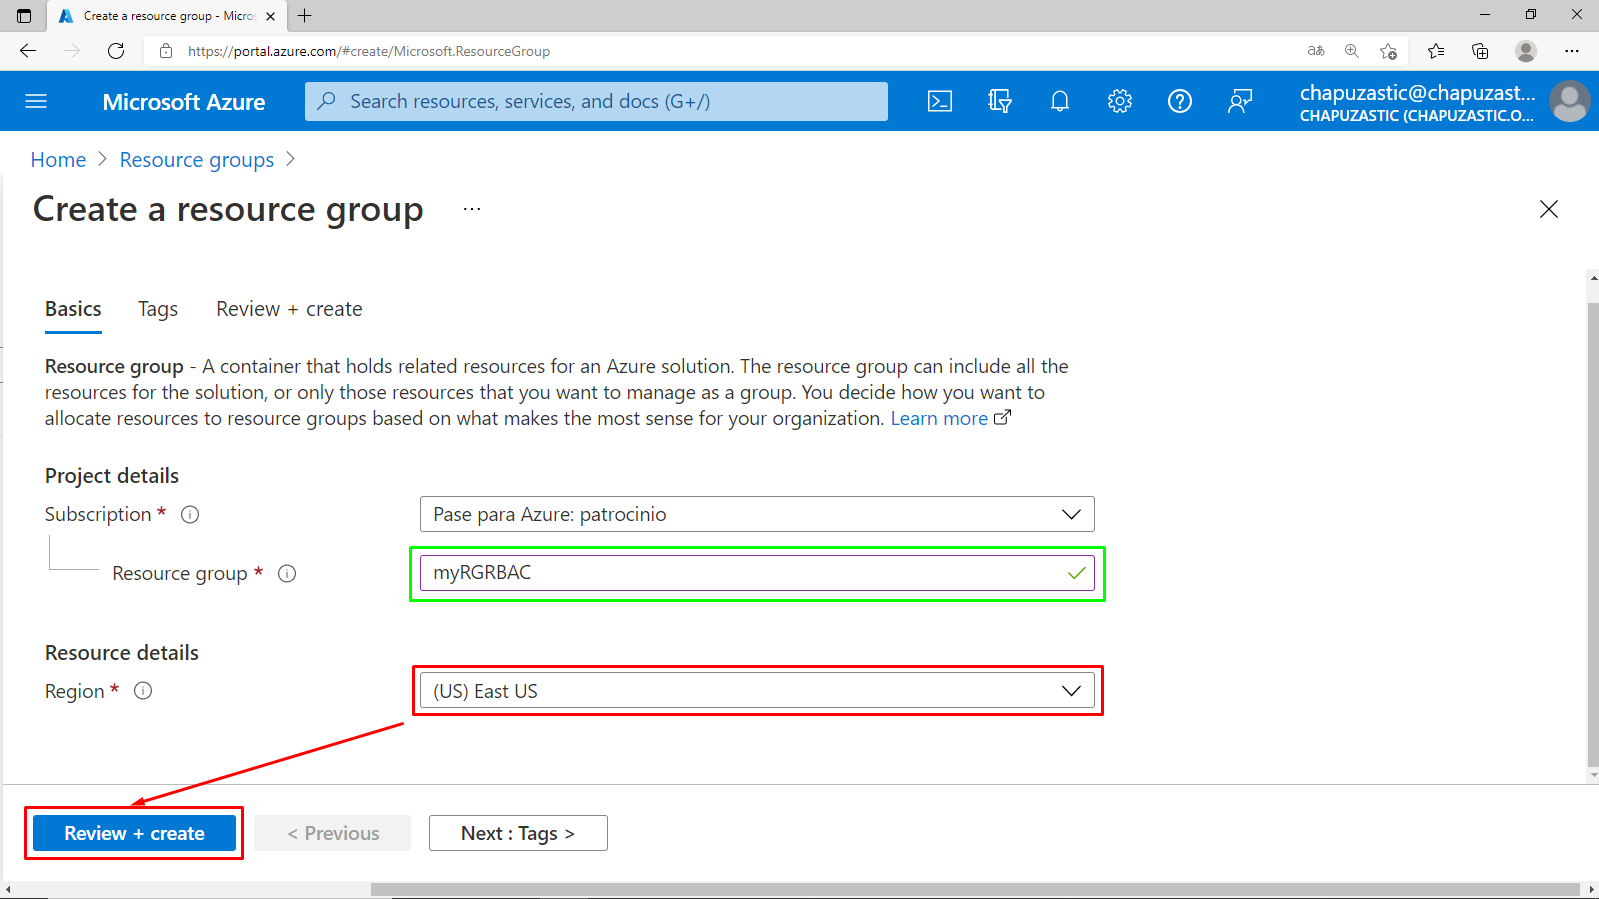 Create a resource group - Micros
https://portal.azure.com/#create/Microsoft.ResourceGroup
Microsoft Azure
Search resources, services, and docs (G+/)
chapuzastic@chapuzast...
CHAPUZASTIC (CHAPUZASTIC.O...
Home > Resource groups >
Create a resource group ...
Basics Tags Review + create
Resource group - A container that holds related resources for an Azure solution. The resource group can include all the
resources for the solution, or only those resources that you want to manage as a group. You decide how you want to
allocate resources to resource groups based on what makes the most sense for your organization. Learn more
Project details
Subscription * Pase para Azure: patrocinio
Resource group * myRGRBAC
Resource details
Region * (US) East US
Review + create < Previous Next : Tags >